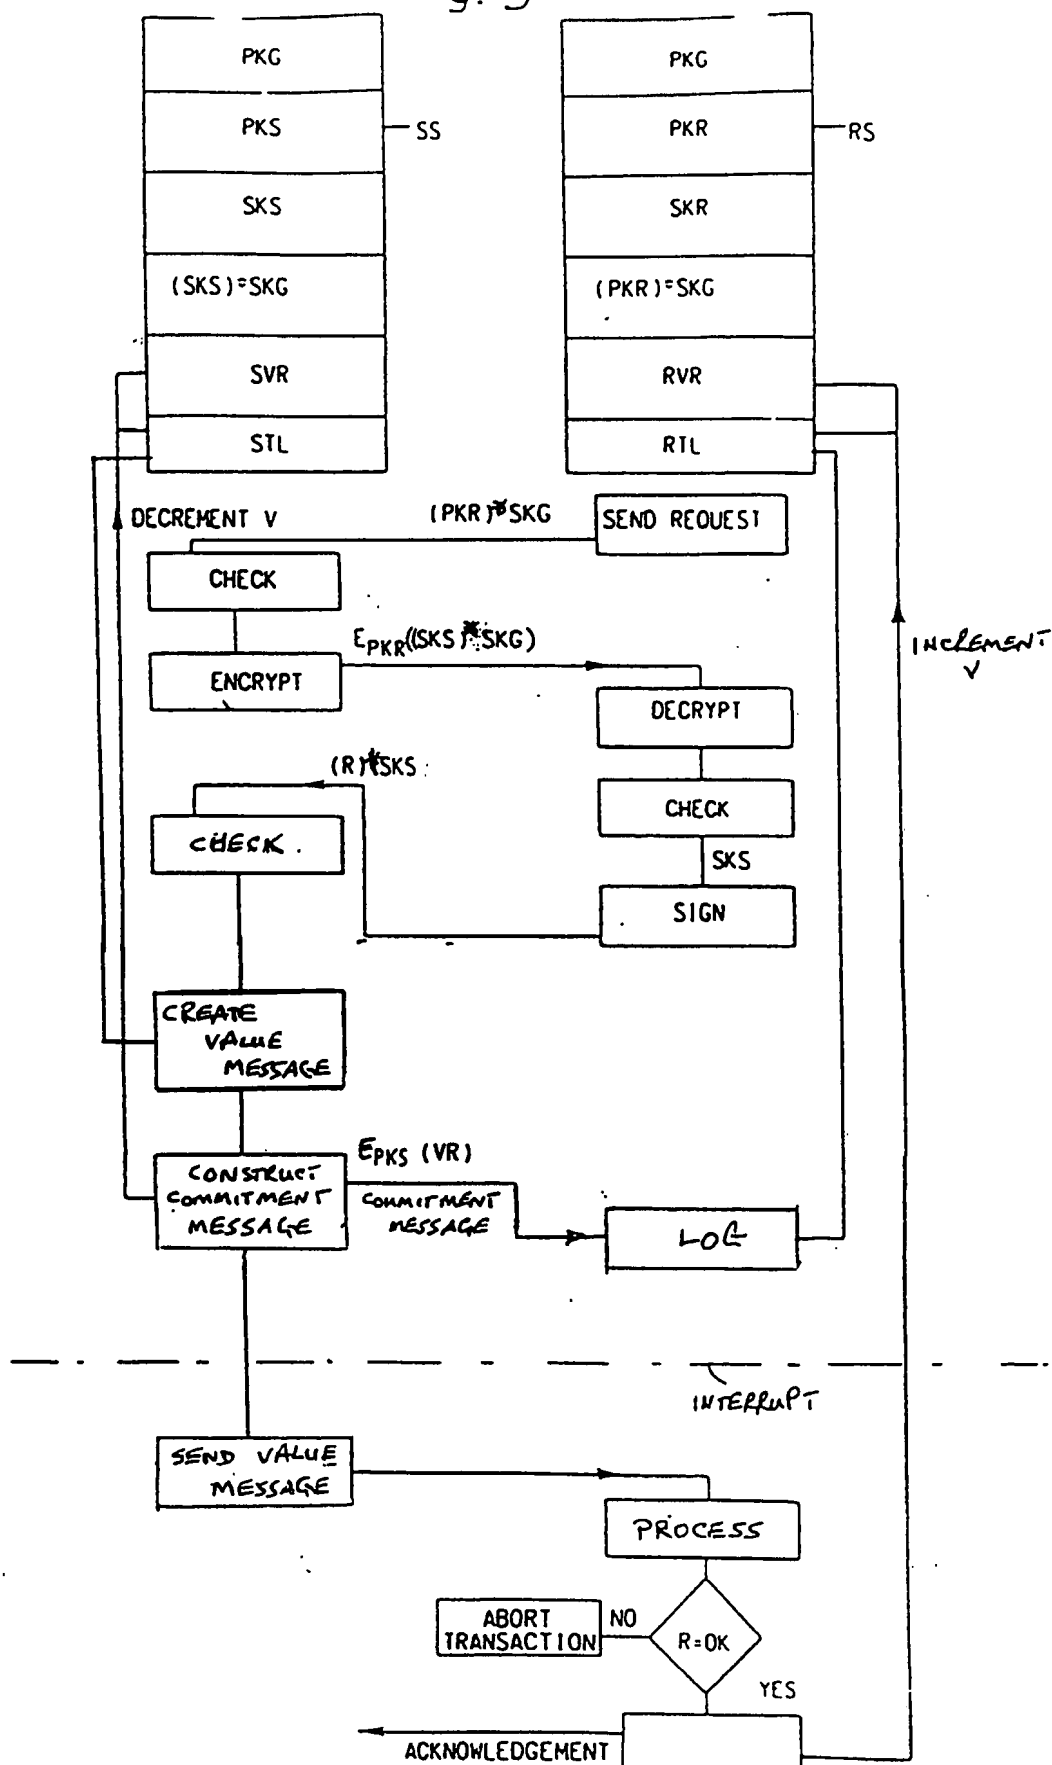 PKG
PKS
SS
SKS
(SKS)*SKG
SVR
STL
PKG
PKR
RS
SKR
(PKR)*SKG
RVR
RTL
DECREMENT V
(PKR)*SKG
SEND REQUEST
CHECK
EPKR((SKS)*SKG)
ENCRYPT
DECRYPT
INCREMENT
V
(R)*SKS
CHECK
CHECK.
SKS
SIGN
CREATE
VALUE
MESSAGE
EPKS (VR)
CONSTRUCT
COMMITMENT
MESSAGE
COMMITMENT
MESSAGE
LOG
INTERRUPT
SEND VALUE
MESSAGE
PROCESS
ABORT
TRANSACTION
NO
R=OK
YES
ACKNOWLEDGEMENT